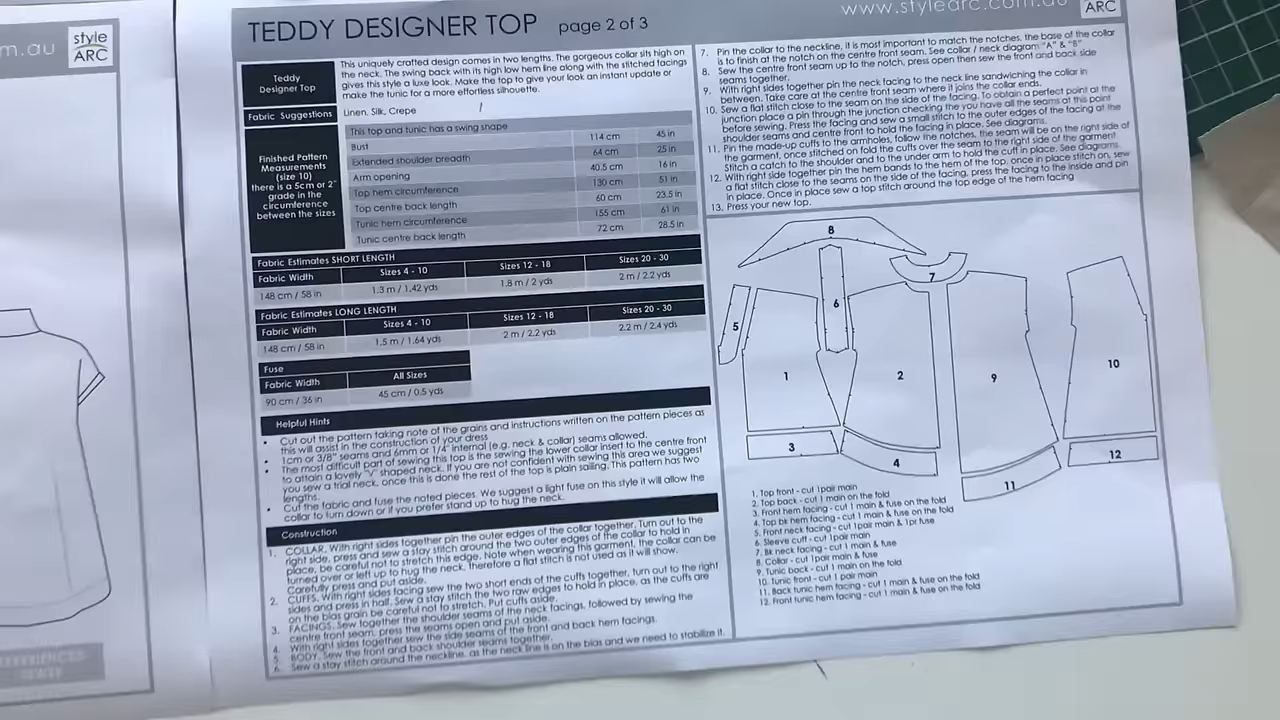 m.au
style
ARC
TEDDY DESIGNER TOP page 2 of 3
www.stylearc.com.au
ARC
Teddy
Designer Top
This uniquely crafted design comes in two lengths. The gorgeous collar sits high on
the neck. The swing back with its high low hem line along with the stitched facings
gives this style a luxe look. Make the top to give your look an instant update or
make the tunic for a more effortless silhouette.
Fabric Suggestions
Linen, Silk, Crepe
Finished Pattern
Measurements
(size 10)
there is a 5cm or 2"
grade in the
circumference
between the sizes
This top and tunic has a swing shape
Bust 114 cm 45 in
Extended shoulder breadth 64 cm 25 in
Arm opening 40.5 cm 16 in
Top hem circumference 130 cm 51 in
Top centre back length 60 cm 23.5 in
Tunic hem circumference 155 cm 61 in
Tunic centre back length 72 cm 28.5 in
Fabric Estimates SHORT LENGTH
Fabric Width Sizes 4 - 10 Sizes 12 - 18 Sizes 20 - 30
148 cm / 58 in 1.3 m / 1.42 yds 1.8 m / 2 yds 2 m / 2.2 yds
Fabric Estimates LONG LENGTH
Fabric Width Sizes 4 - 10 Sizes 12 - 18 Sizes 20 - 30
148 cm / 58 in 1.5 m / 1.64 yds 2 m / 2.2 yds 2.2 m / 2.4 yds
Fuse
Fabric Width All Sizes
90 cm / 36 in 45 cm / 0.5 yds
Helpful Hints
• Cut out the pattern taking note of the grains and instructions written on the pattern pieces as
this will assist in the construction of your dress
• 1cm or 3/8" seams and 6mm or 1/4" internal (e.g. neck & collar) seams allowed.
• The most difficult part of sewing this top is the sewing the lower collar insert to the centre front
to attain a lovely "V" shaped neck. If you are not confident with sewing this area we suggest
you sew a trial neck, once this is done the rest of the top is plain sailing. This pattern has two
lengths.
• Cut the fabric and fuse the noted pieces. We suggest a light fuse on this style it will allow the
collar to turn down or if you prefer stand up to hug the neck.
Construction
1. COLLAR. With right sides together pin the outer edges of the collar together. Turn out to the
right side, press and sew a stay stitch around the two outer edges of the collar to hold in
place, be careful not to stretch this edge. Note when wearing this garment, the collar can be
turned over or left up to hug the neck, therefore a flat stitch is not used as it will show.
Carefully press and put aside.
2. CUFFS. With right sides facing sew the two short ends of the cuffs together, turn out to the right
sides and press in half. Sew a stay stitch the two raw edges to hold in place, as the cuffs are
on the bias grain be careful not to stretch. Put cuffs aside.
3. FACINGS. Sew together the shoulder seams of the neck facings, followed by sewing the
centre front seam, press the seams open and put aside.
4. With right sides together sew the side seams of the front and back hem facings.
5. BODY. Sew the front and back shoulder seams together.
6. Sew a stay stitch around the neckline, as the neck line is on the bias and we need to stabilize it.
7. Pin the collar to the neckline, it is most important to match the notches, the base of the collar
is to finish at the notch on the centre front seam. See collar / neck diagram "A" & "B"
8. Sew the centre front seam up to the notch, press open then sew the front and back side
seams together.
9. With right sides together pin the neck facing to the neck line sandwiching the collar in
between. Take care at the centre front seam where it joins the collar ends.
10. Sew a flat stitch close to the seam on the side of the facing. To obtain a perfect point at the
junction place a pin through the junction checking the you have all the seams at this point
before sewing. Press the facing and sew a small stitch to the outer edges of the facing at the
shoulder seams and centre front to hold the facing in place. See diagrams.
11. Pin the made-up cuffs to the armholes, follow the notches, the seam will be on the right side of
the garment, once stitched on fold the cuffs over the seam to the right side of the garment.
Stitch a catch to the shoulder and to the under arm to hold the cuff in place. See diagrams
12. With right side together pin the hem bands to the hem of the top, once in place stitch on, sew
a flat stitch close to the seams on the side of the facing, press the facing to the inside and pin
in place. Once in place sew a top stitch around the top edge of the hem facing
13. Press your new top.
8
7
5
6
1
2
9
10
3
4
11
12
1. Top front - cut 1pair main
2. Top back - cut 1 main on the fold
3. Front hem facing - cut 1 main & fuse on the fold
4. Top bk hem facing - cut 1 main & fuse on the fold
5. Front neck facing - cut 1pair main & 1pr fuse
6. Sleeve cuff - cut 1pair main
7. Bk neck facing - cut 1 main & fuse
8. Collar - cut 1pair main & fuse
9. Tunic back - cut 1 main on the fold
10. Tunic front - cut 1 pair main
11. Back tunic hem facing - cut 1 main & fuse on the fold
12. Front tunic hem facing - cut 1 main & fuse on the fold